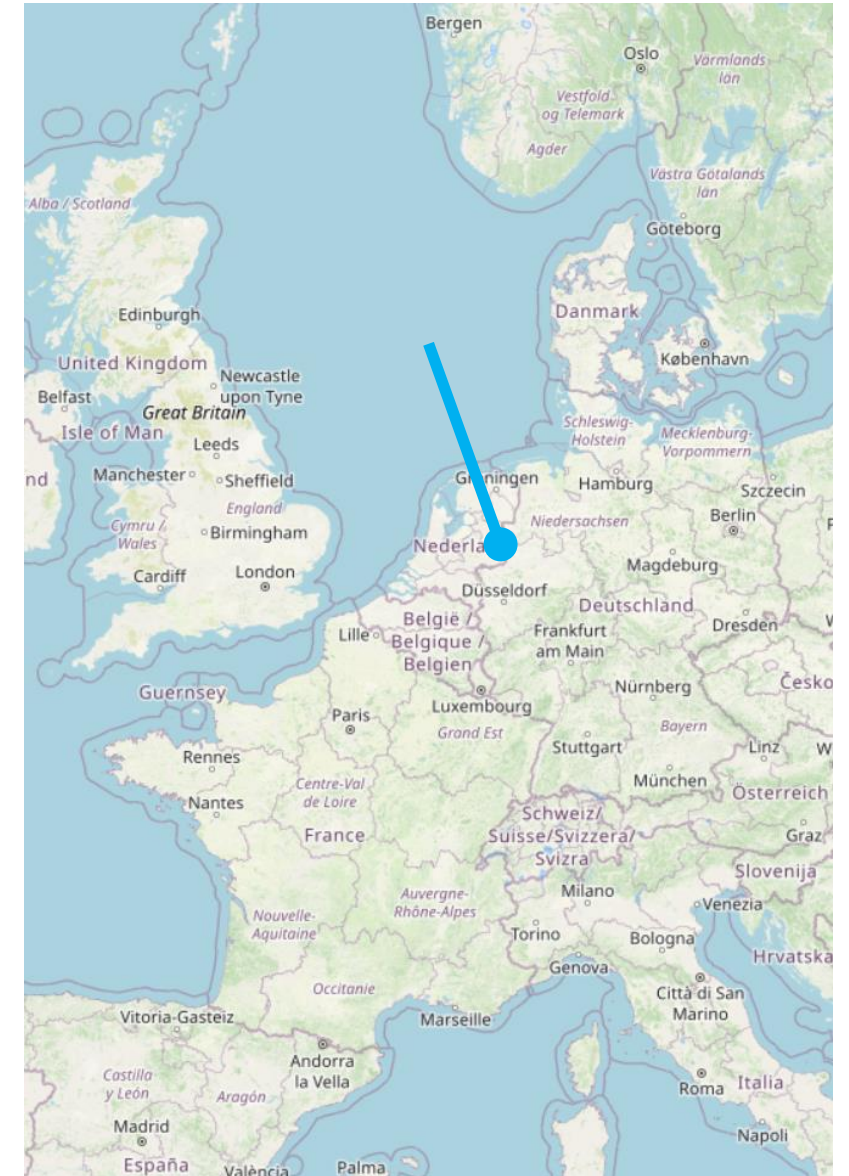 Bergen
Oslo
Värmlands
län
Vestfold-
og Telemark
Agder
Västra Götalands
län
Alba / Scotland
Göteborg
Danmark
Edinburgh
København
United Kingdom
Newcastle
upon Tyne
Belfast
Great Britain
Isle of Man
Leeds
Schleswig-
Holstein
Mecklenburg-
Vorpommern
nd
Manchester
Sheffield
Hamburg
Szczecin
England
Cymru /
Wales
Birmingham
Niedersachsen
Berlin
Nederla
Cardiff
London
Magdeburg
Düsseldorf
Deutschland
België /
Belgique /
Belgien
Lille
Frankfurt
am Main
Dresden
Guernsey
Nürnberg
Česko
Luxembourg
Paris
Grand Est
Bayern
Stuttgart
Linz
W
Rennes
München
Centre-Val
de Loire
Österreich
Nantes
Schweiz/
Suisse/Svizzera/
Svizra
France
Graz
Slovenija
Auvergne-
Rhône-Alpes
Milano
Venezia
Nouvelle-
Aquitaine
Torino
Bologna
Hrvatska
Genova
Occitanie
Città di San
Marino
Vitoria-Gasteiz
Marseille
Andorra
la Vella
Castilla
y León
Aragón
Roma
Italia
Madrid
Napoli
España
València
Palma